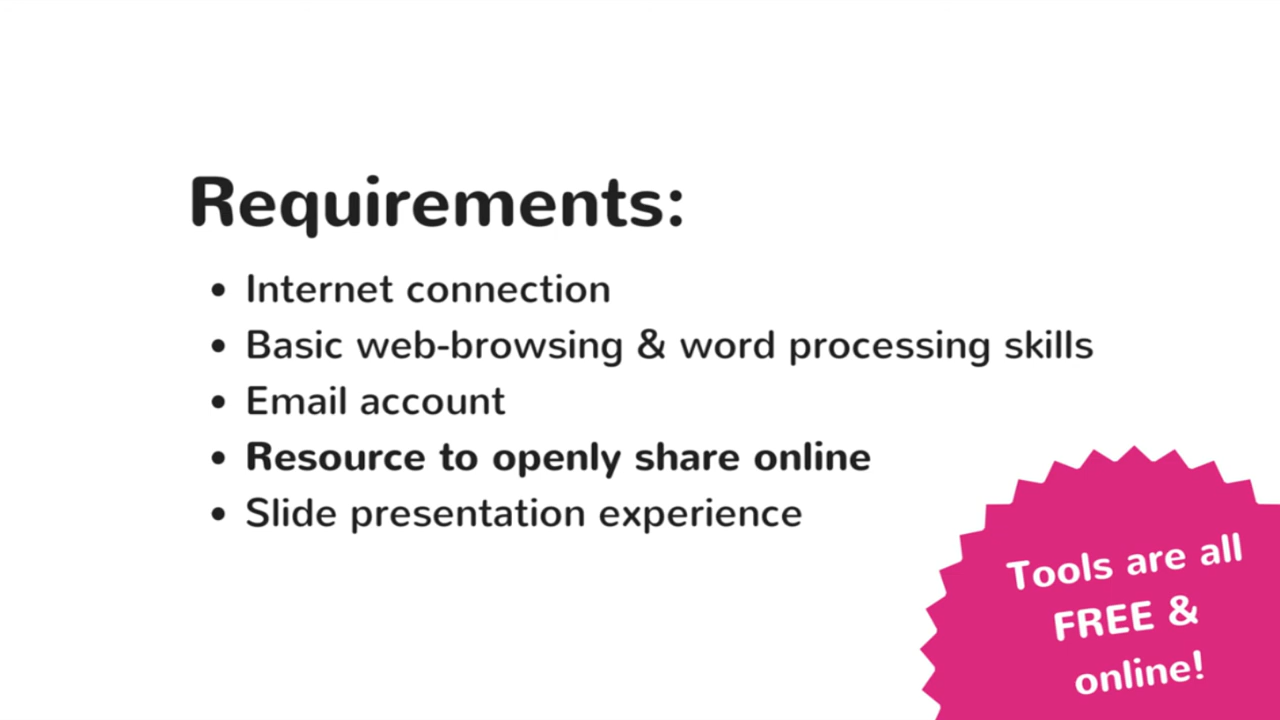 Requirements:
• Internet connection
• Basic web-browsing & word processing skills
• Email account
• Resource to openly share online
• Slide presentation experience
Tools are all
FREE &
online!